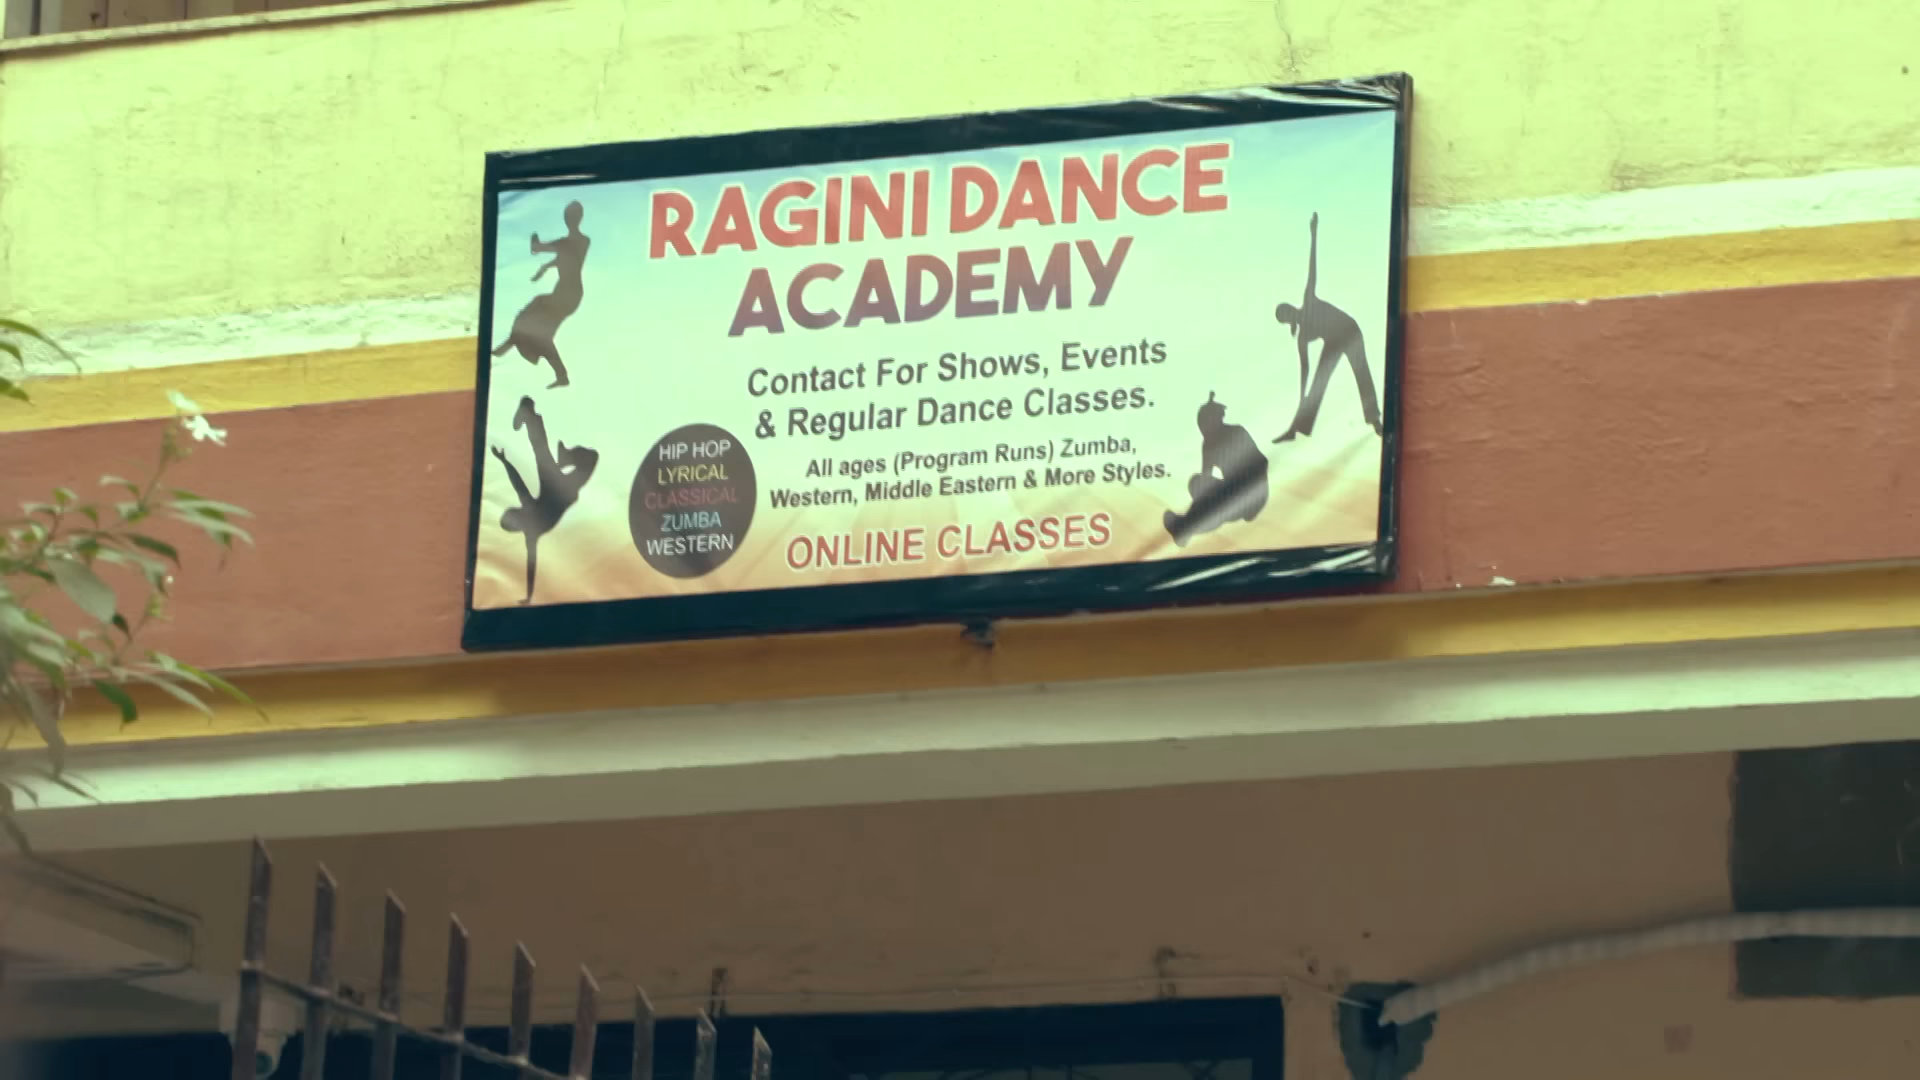 RAGINI DANCE
ACADEMY
Contact For Shows, Events
& Regular Dance Classes.
All ages (Program Runs) Zumba,
Western, Middle Eastern & More Styles.
ONLINE CLASSES
HIP HOP
LYRICAL
CLASSICAL
ZUMBA
WESTERN